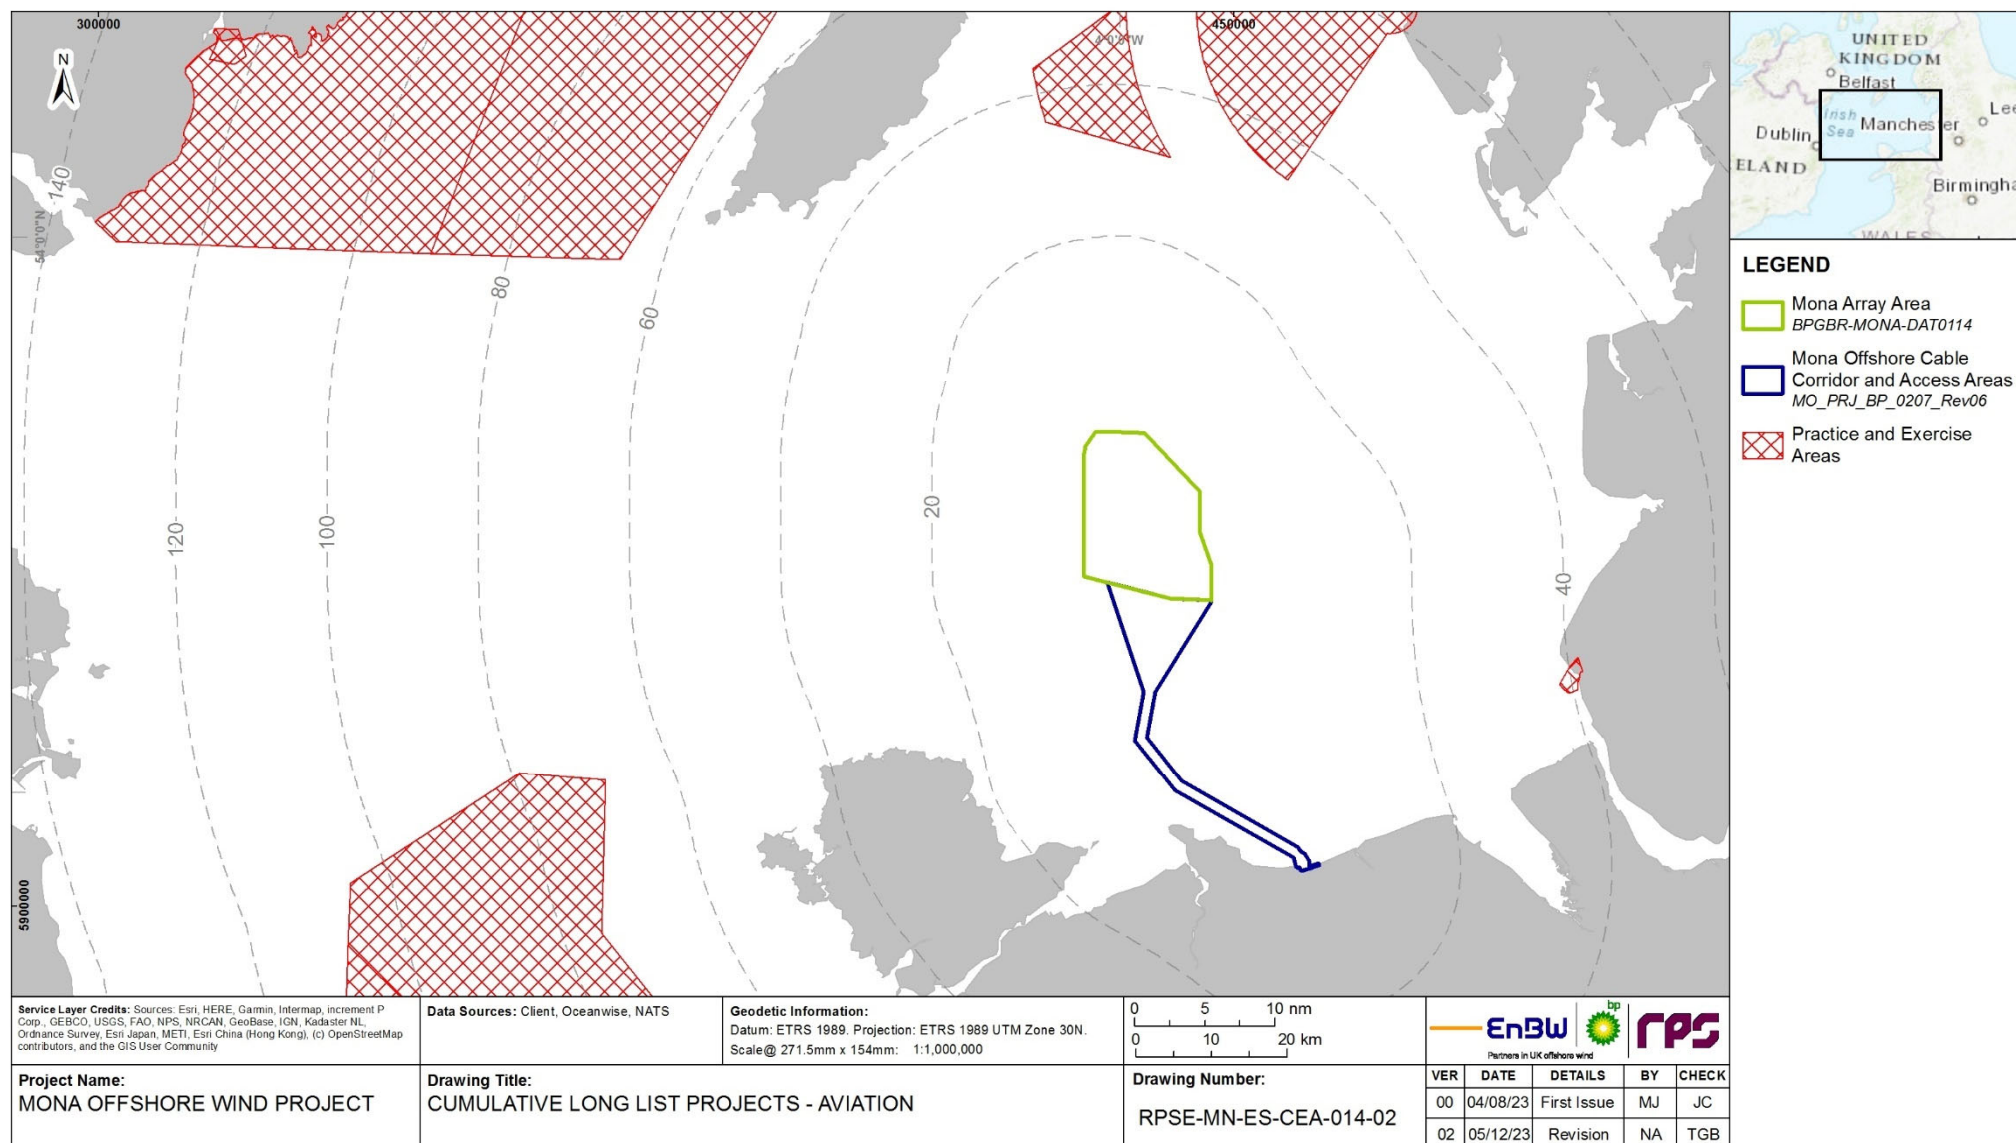 300000
450000
4°0'0"W
N
140
54°0'0"N
80
60
20
120
100
40
5900000
UNITED
KINGDOM
Belfast
Irish
Sea
Manchester
Dublin
Birmingha
WALES
LEGEND
Mona Array Area
BPGBR-MONA-DAT0114
Mona Offshore Cable
Corridor and Access Areas
MO_PRJ_BP_0207_Rev06
Practice and Exercise
Areas
Service Layer Credits: Sources: Esri, HERE, Garmin, Intermap, increment P
Corp., GEBCO, USGS, FAO, NPS, NRCAN, GeoBase, IGN, Kadaster NL,
Ordnance Survey, Esri Japan, METI, Esri China (Hong Kong), (c) OpenStreetMap
contributors, and the GIS User Community
Data Sources: Client, Oceanwise, NATS
Geodetic Information:
Datum: ETRS 1989. Projection: ETRS 1989 UTM Zone 30N.
Scale@ 271.5mm x 154mm: 1:1,000,000
0 5 10 nm
0 10 20 km
EnBW
bp
rps
Partners in UK offshore wind
Project Name:
MONA OFFSHORE WIND PROJECT
Drawing Title:
CUMULATIVE LONG LIST PROJECTS - AVIATION
Drawing Number:
RPSE-MN-ES-CEA-014-02
VER DATE DETAILS BY CHECK
00 04/08/23 First Issue MJ JC
02 05/12/23 Revision NA TGB